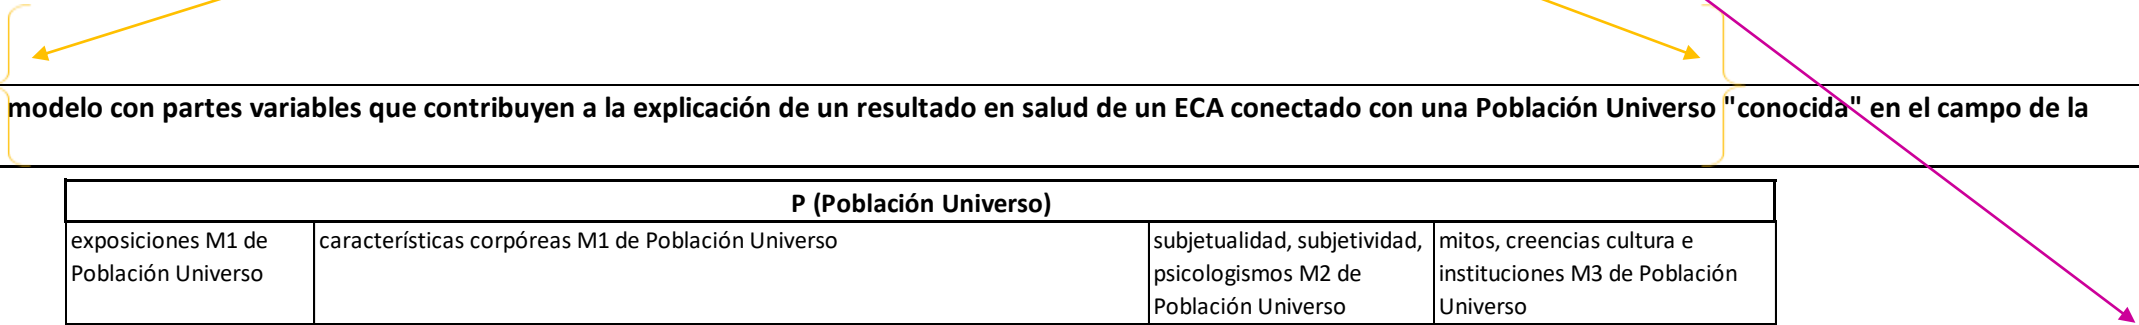 modelo con partes variables que contribuyen a la explicación de un resultado en salud de un ECA conectado con una Población Universo "conocida" en el campo de la
P (Población Universo)
exposiciones M1 de
Población Universo
características corpóreas M1 de Población Universo
subjetualidad, subjetividad,
psicologismos M2 de
Población Universo
mitos, creencias cultura e
instituciones M3 de Población
Universo